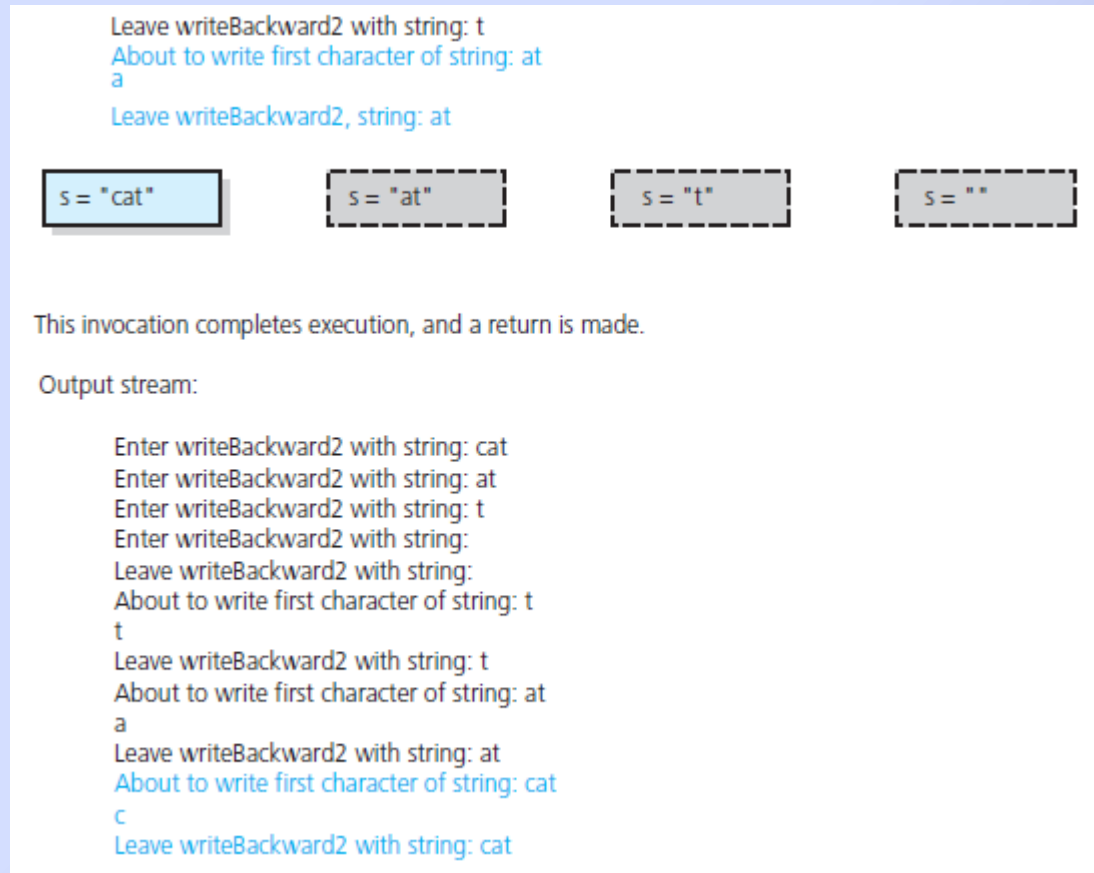 Leave writeBackward2 with string: t
About to write first character of string: at
a
Leave writeBackward2, string: at
s = "cat" s = "at" s = "t" s = ""
This invocation completes execution, and a return is made.
Output stream:
Enter writeBackward2 with string: cat
Enter writeBackward2 with string: at
Enter writeBackward2 with string: t
Enter writeBackward2 with string:
Leave writeBackward2 with string:
About to write first character of string: t
t
Leave writeBackward2 with string: t
About to write first character of string: at
a
Leave writeBackward2 with string: at
About to write first character of string: cat
c
Leave writeBackward2 with string: cat